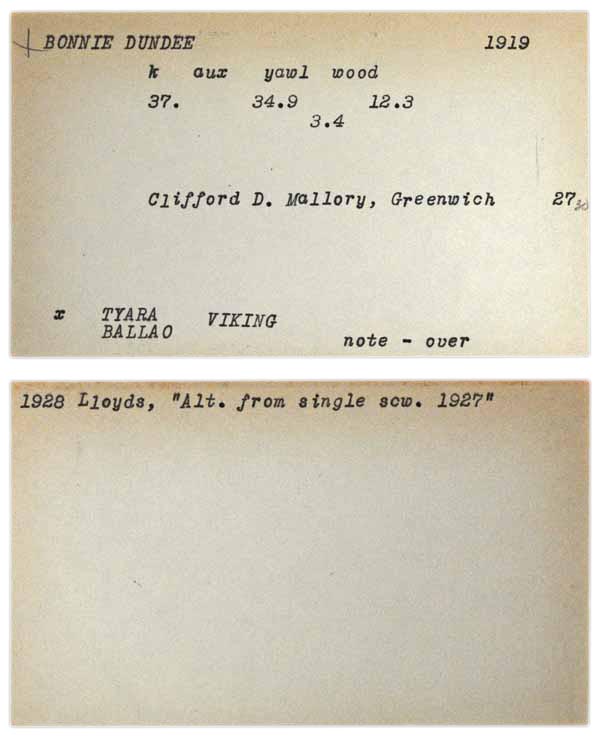 BONNIE DUNDEE 1919
k aux yawl wood
37. 34.9 12.3
3.4
Clifford D. Mallory, Greenwich 27 30
x TYARA VIKING
BALLAO
note - over
1928 Lloyds, "Alt. from single scw. 1927"